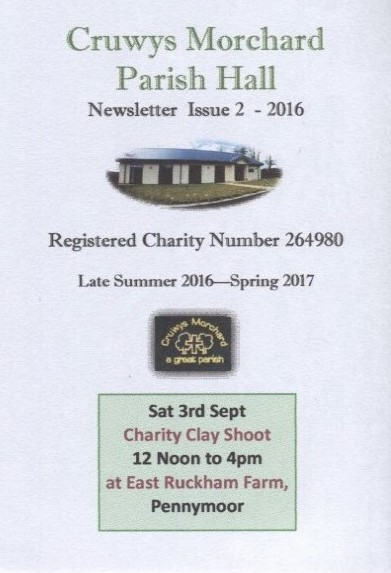 Cruwys Morchard
Parish Hall
Newsletter Issue 2 - 2016
Registered Charity Number 264980
Late Summer 2016—Spring 2017
Cruwys Morchard
a great parish
Sat 3rd Sept
Charity Clay Shoot
12 Noon to 4pm
at East Ruckham Farm,
Pennymoor